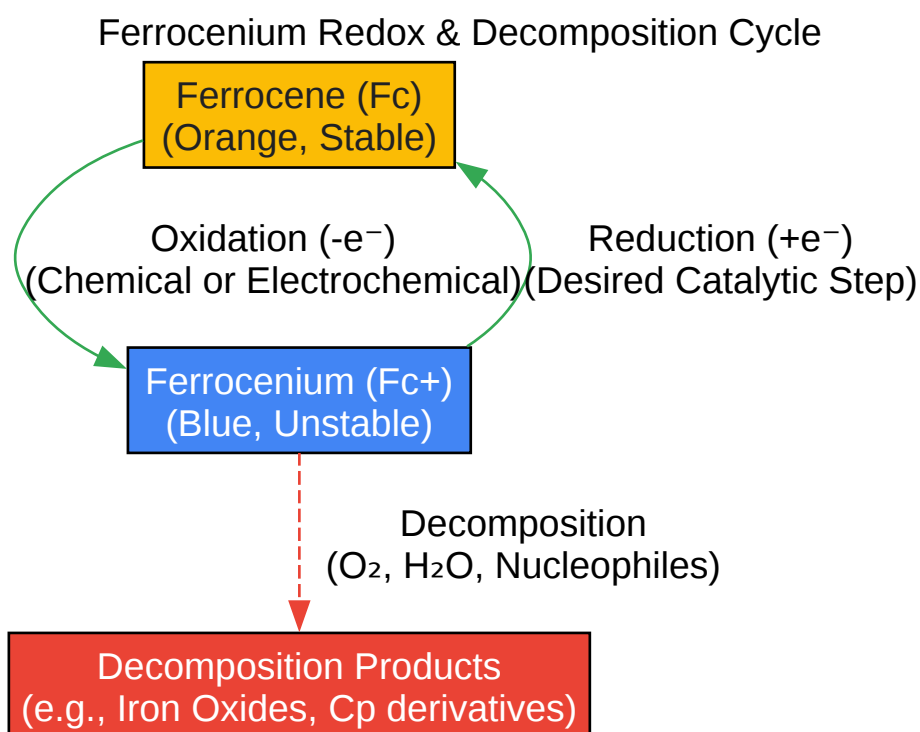 Ferrocenium Redox & Decomposition Cycle
Ferrocene (Fc)
(Orange, Stable)
Oxidation (-e⁻)
(Chemical or Electrochemical)
Reduction (+e⁻)
(Desired Catalytic Step)
Ferrocenium (Fc+)
(Blue, Unstable)
Decomposition
(O₂, H₂O, Nucleophiles)
Decomposition Products
(e.g., Iron Oxides, Cp derivatives)